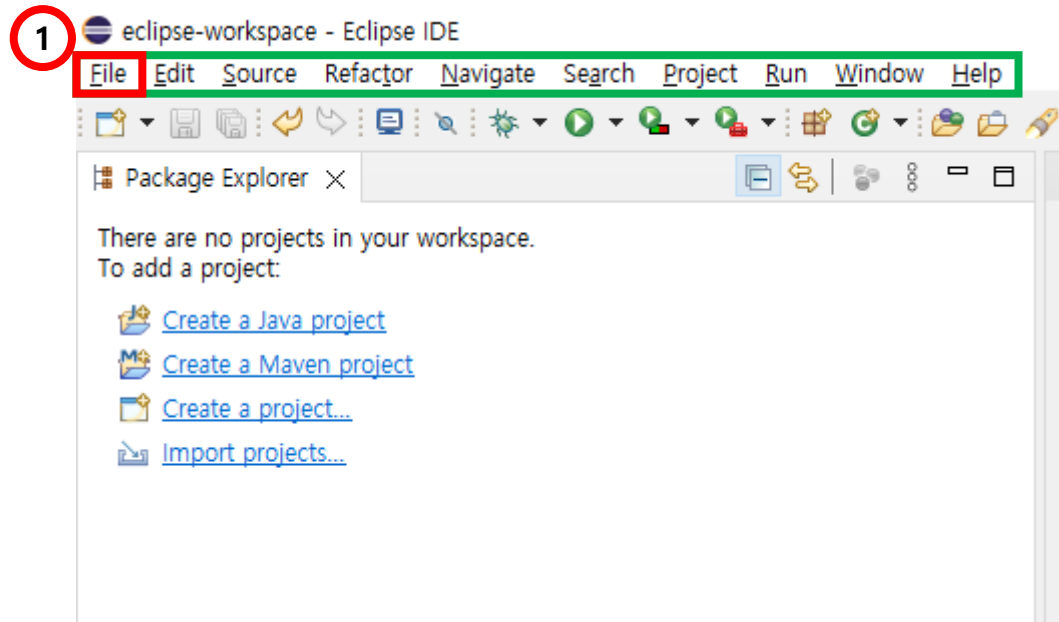 1
eclipse-workspace - Eclipse IDE
File Edit Source Refactor Navigate Search Project Run Window Help
Package Explorer
There are no projects in your workspace.
To add a project:
Create a Java project
Create a Maven project
Create a project...
Import projects...